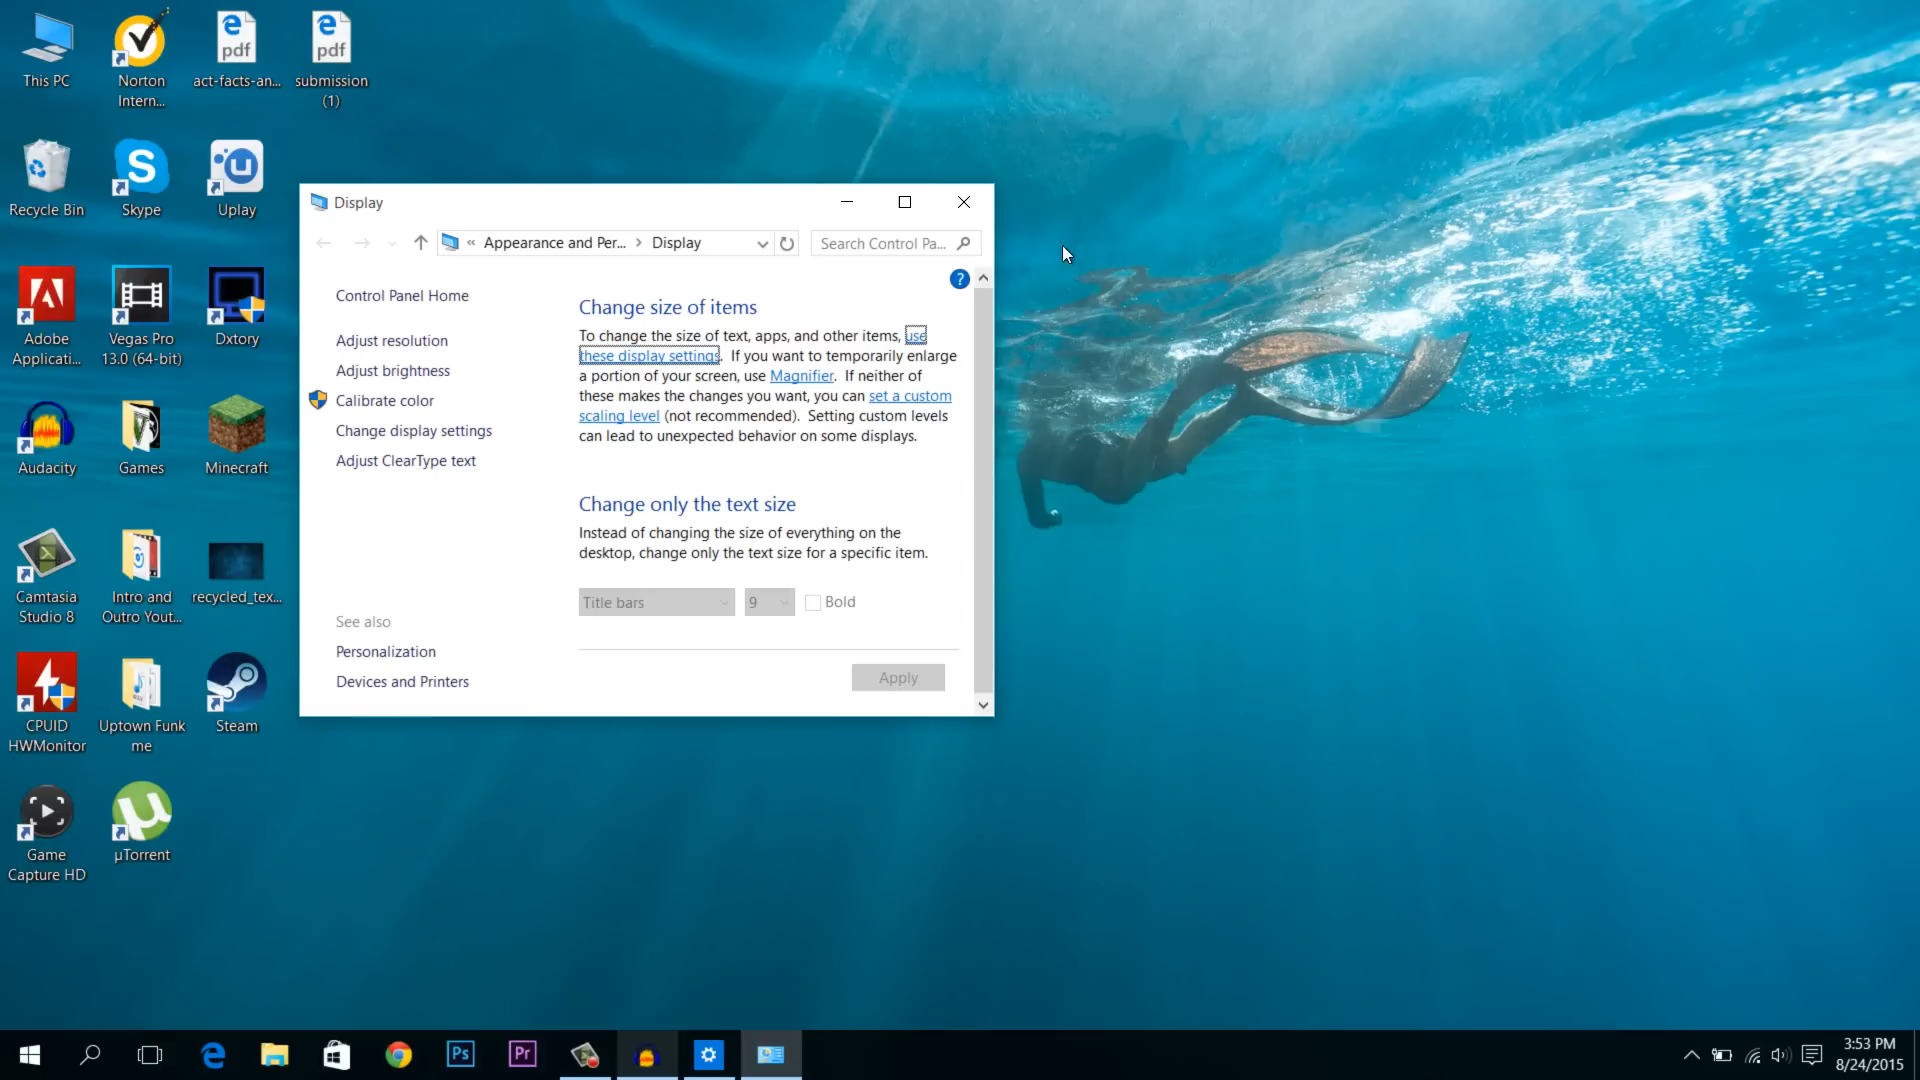 This PC
Norton
Intern...
act-facts-an...
submission
(1)
Recycle Bin
Skype
Uplay
Adobe
Applicati...
Vegas Pro
13.0 (64-bit)
Dxtory
Audacity
Games
Minecraft
Camtasia
Studio 8
Intro and
Outro Yout...
recycled_tex...
CPUID
HWMonitor
Uptown Funk
me
Steam
Game
Capture HD
µTorrent
Display
« Appearance and Per... › Display
Search Control Pa...
Control Panel Home
Adjust resolution
Adjust brightness
Calibrate color
Change display settings
Adjust ClearType text
See also
Personalization
Devices and Printers
Change size of items
To change the size of text, apps, and other items, use
these display settings. If you want to temporarily enlarge
a portion of your screen, use Magnifier. If neither of
these makes the changes you want, you can set a custom
scaling level (not recommended). Setting custom levels
can lead to unexpected behavior on some displays.
Change only the text size
Instead of changing the size of everything on the
desktop, change only the text size for a specific item.
Title bars
9
Bold
Apply
Ps
Pr
3:53 PM
8/24/2015